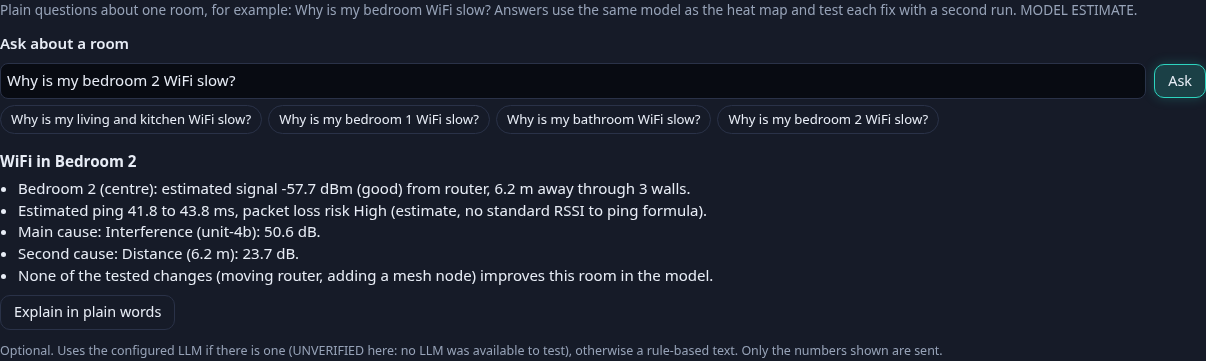 Plain questions about one room, for example: Why is my bedroom WiFi slow? Answers use the same model as the heat map and test each fix with a second run. MODEL ESTIMATE.
Ask about a room
Why is my bedroom 2 WiFi slow?
Ask
Why is my living and kitchen WiFi slow?
Why is my bedroom 1 WiFi slow?
Why is my bathroom WiFi slow?
Why is my bedroom 2 WiFi slow?
WiFi in Bedroom 2
• Bedroom 2 (centre): estimated signal -57.7 dBm (good) from router, 6.2 m away through 3 walls.
• Estimated ping 41.8 to 43.8 ms, packet loss risk High (estimate, no standard RSSI to ping formula).
• Main cause: Interference (unit-4b): 50.6 dB.
• Second cause: Distance (6.2 m): 23.7 dB.
• None of the tested changes (moving router, adding a mesh node) improves this room in the model.
Explain in plain words
Optional. Uses the configured LLM if there is one (UNVERIFIED here: no LLM was available to test), otherwise a rule-based text. Only the numbers shown are sent.